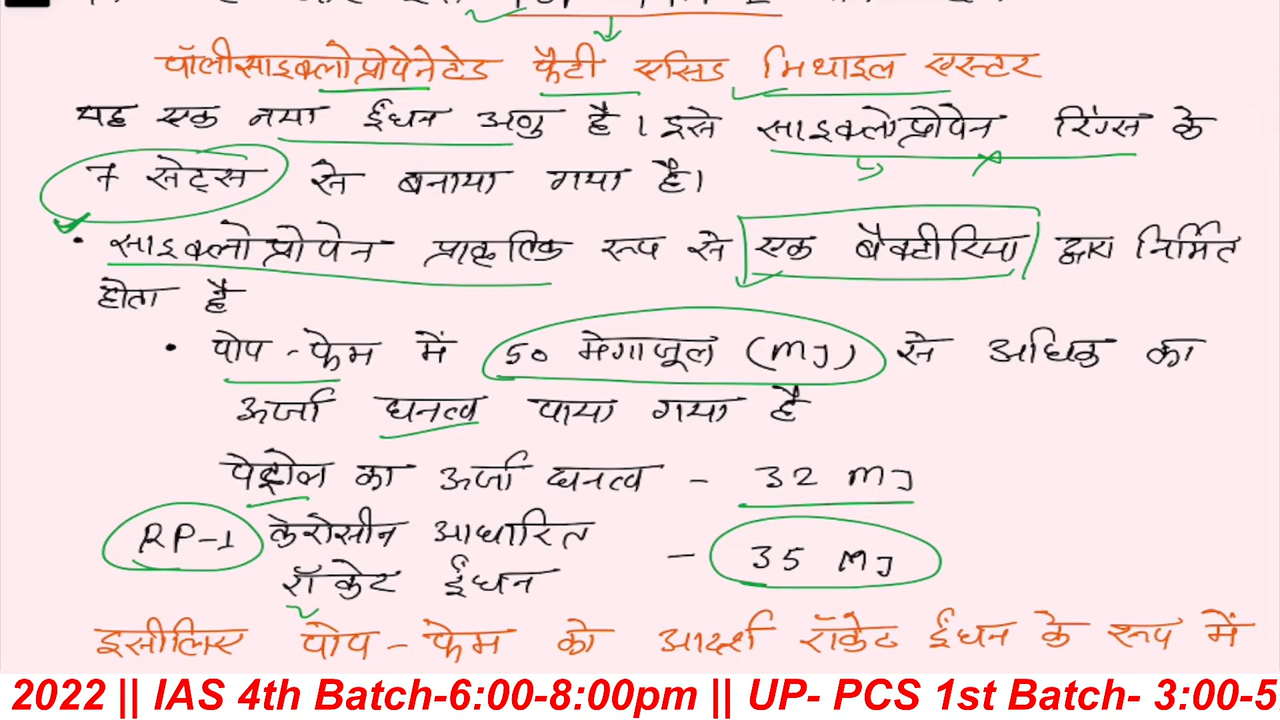 पॉलीसाइक्लोप्रोपेनेटेड फैटी एसिड मिथाइल एस्टर
यह एक नया ईंधन अणु है। इसे साइक्लोप्रोपेन रिंग्स के
7 सेट्स से बनाया गया है।
• साइक्लोप्रोपेन प्राकृतिक रूप से एक बैक्टीरिया द्वारा निर्मित
होता है
• पोप-फेम में 50 मेगाजूल (MJ) से अधिक का
ऊर्जा घनत्व पाया गया है
पेट्रोल का ऊर्जा घनत्व - 32 MJ
RP-1 केरोसीन आधारित
रॉकेट ईंधन - 35 MJ
इसीलिए पोप-फेम को आदर्श रॉकेट ईंधन के रूप में
2022 || IAS 4th Batch-6:00-8:00pm || UP- PCS 1st Batch- 3:00-5